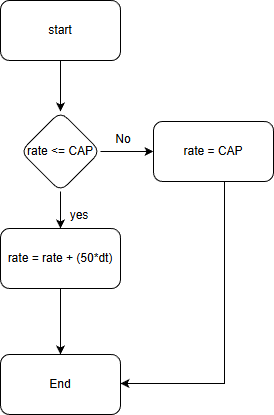 start
rate <= CAP
No
rate = CAP
yes
rate = rate + (50*dt)
End